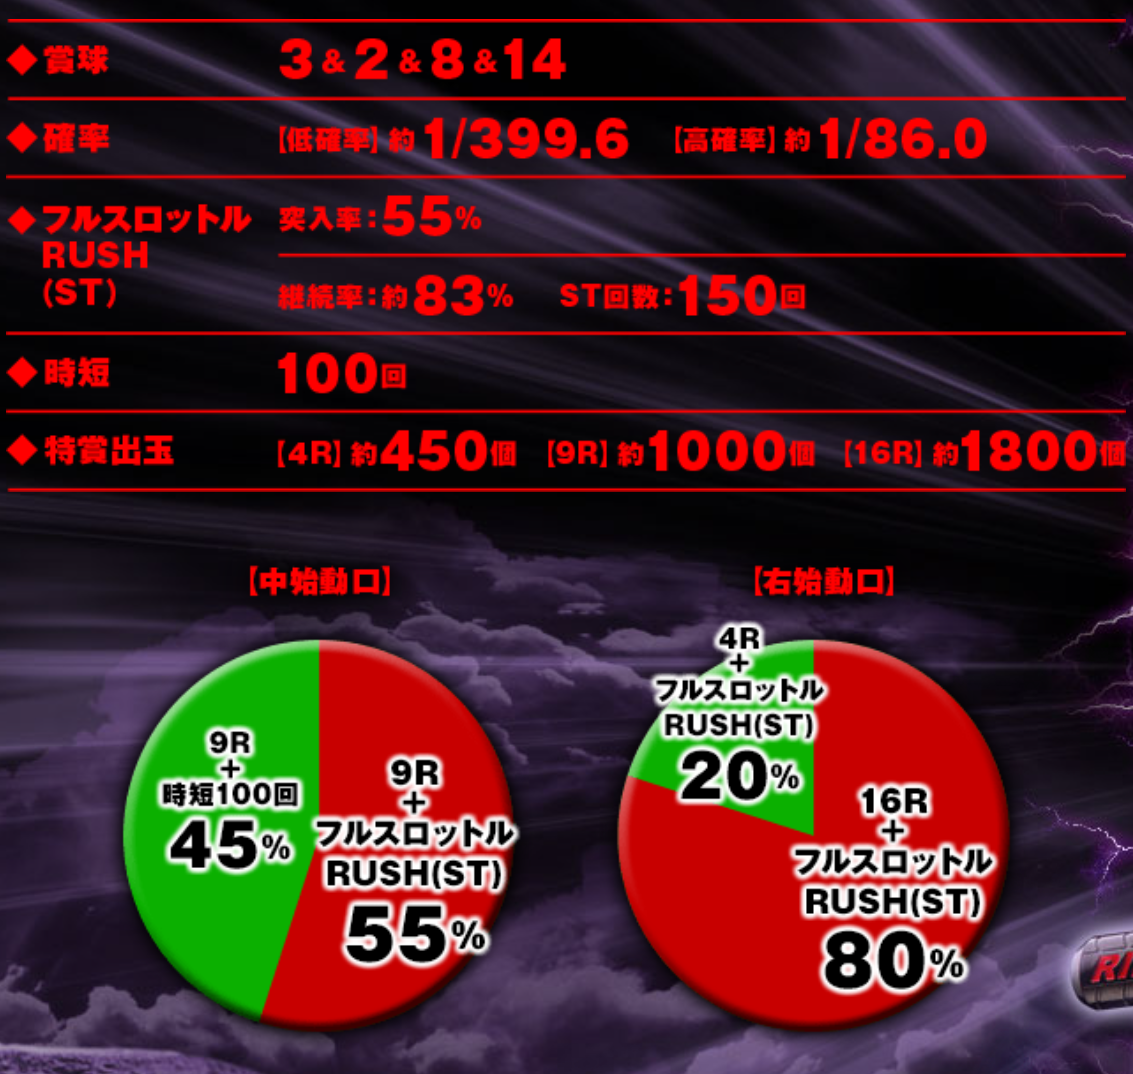 ◆賞球 3&2&8&14
◆確率 【低確率】約1/399.6 【高確率】約1/86.0
◆フルスロットル 突入率:55%
RUSH
(ST) 継続率:約83% ST回数:150回
◆時短 100回
◆特賞出玉 【4R】約450個 【9R】約1000個 【16R】約1800個
【中始動口】
9R
+
時短100回
45%
9R
+
フルスロットル
RUSH(ST)
55%
【右始動口】
4R
+
フルスロットル
RUSH(ST)
20%
16R
+
フルスロットル
RUSH(ST)
80%